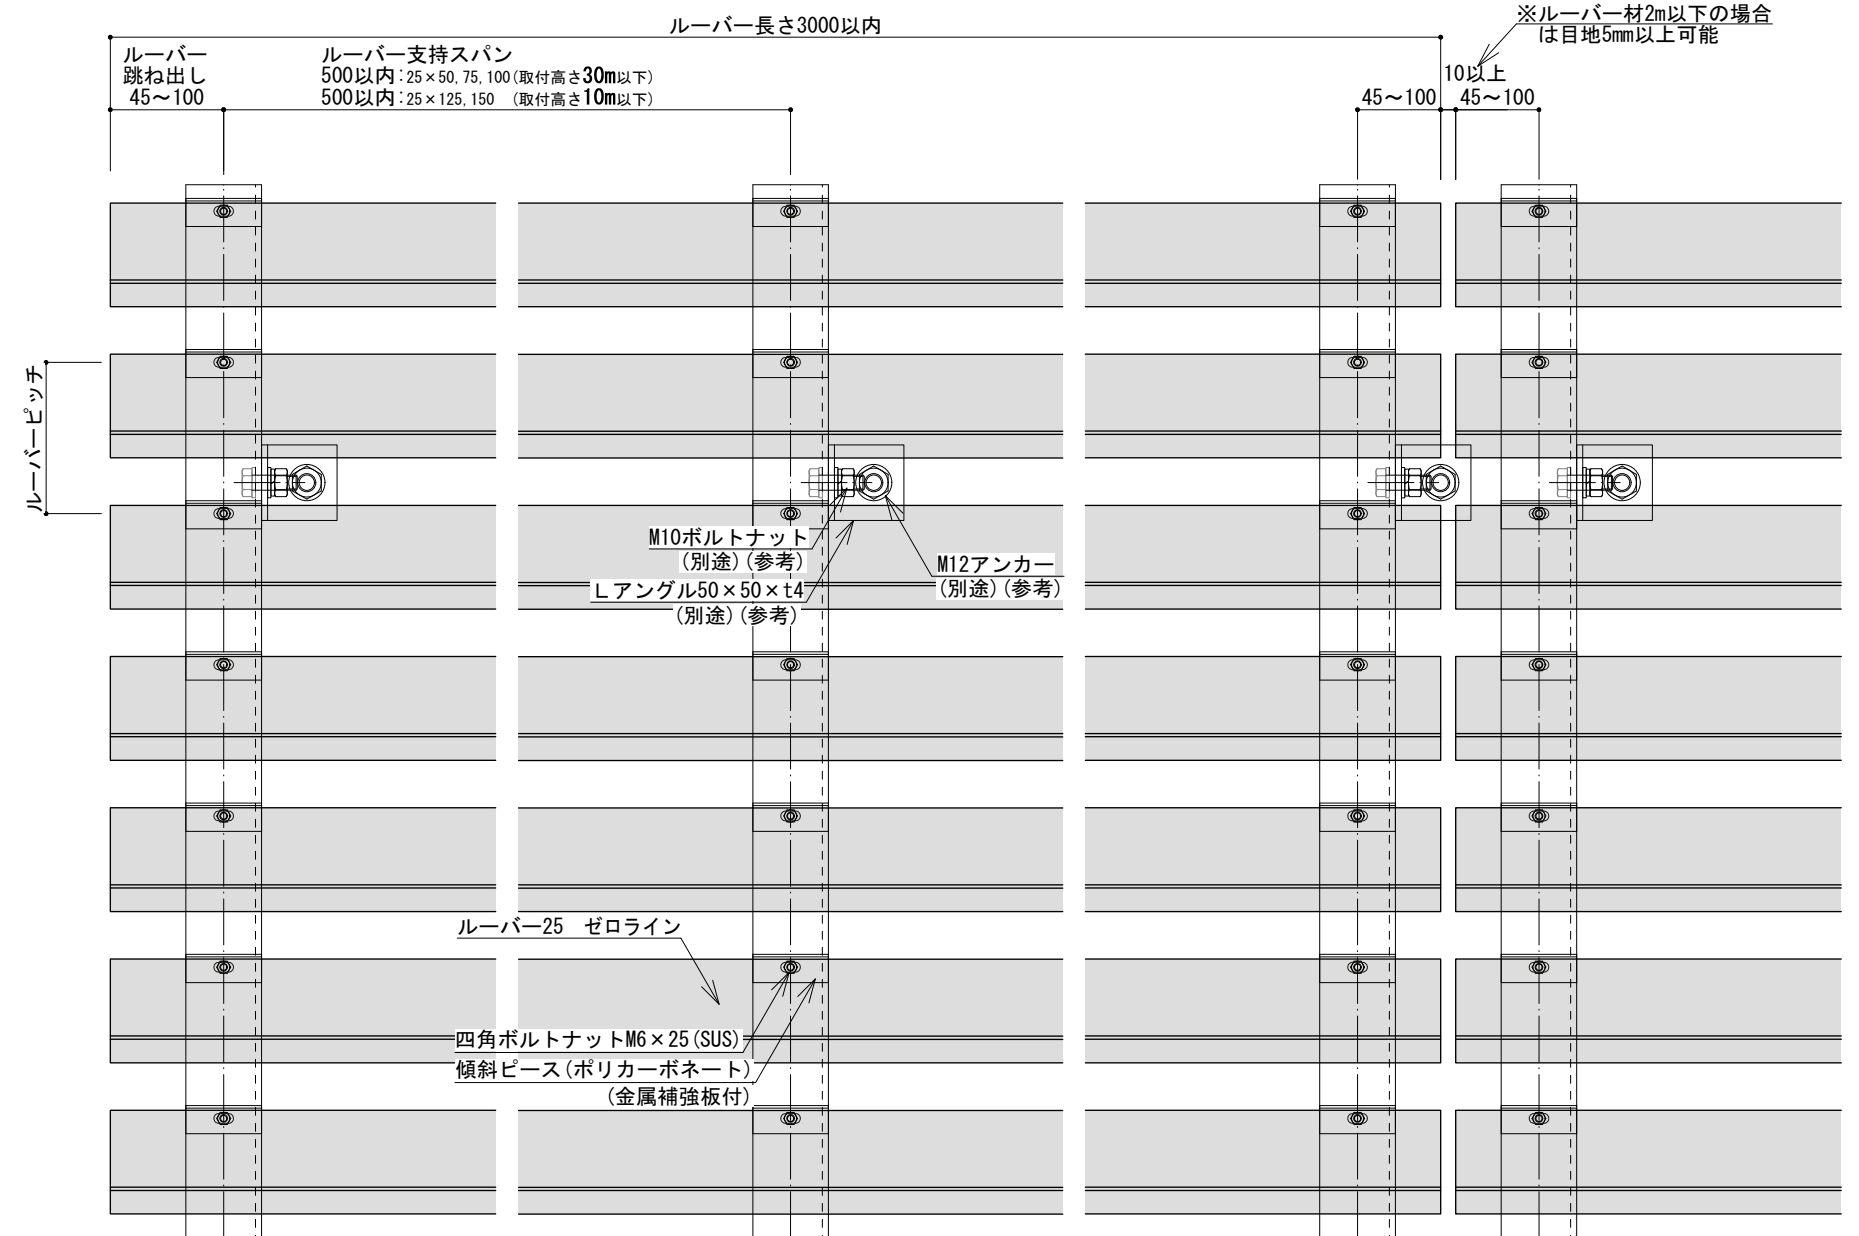 ルーバー長さ3000以内
※ルーバー材2m以下の場合
は目地5mm以上可能
ルーバー
跳ね出し
45～100
ルーバー支持スパン
500以内:25×50,75,100(取付高さ30m以下)
500以内:25×125,150 (取付高さ10m以下)
10以上
45～100
45～100
ルーバーピッチ
M10ボルトナット
(別途)(参考)
M12アンカー
(別途)(参考)
Lアングル50×50×t4
(別途)(参考)
ルーバー25 ゼロライン
四角ボルトナットM6×25(SUS)
傾斜ピース(ポリカーボネート)
(金属補強板付)